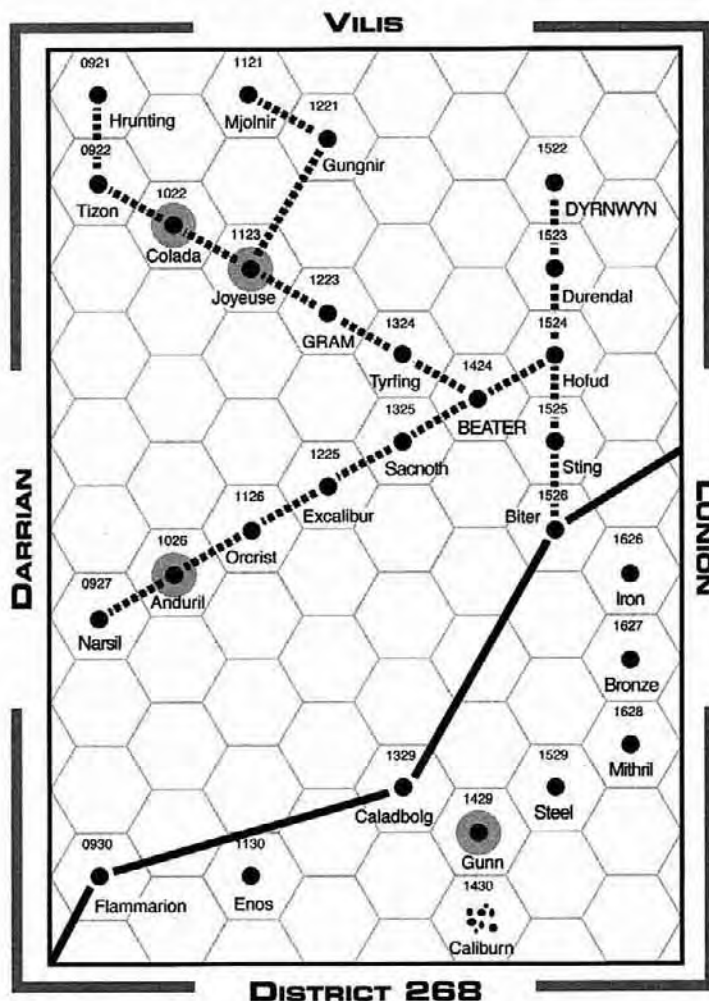 VILIS
0921
1121
Hrunting
Mjolnir
1221
Gungnir
0922
Tizon
1022
Colada
1522
DYRNWYN
1123
Joyeuse
1523
Durendal
1223
GRAM
1324
Tyrfing
1524
Hofud
1424
BEATER
1325
Sacnoth
1525
Sting
1225
Excalibur
1526
Biter
1126
Orcrist
DARRIAN
LUNION
1026
Anduril
1626
Iron
0927
Narsil
1627
Bronze
1628
Mithril
1329
Caladbolg
1529
Steel
1429
Gunn
0930
Flammarion
1130
Enos
1430
Caliburn
DISTRICT 268